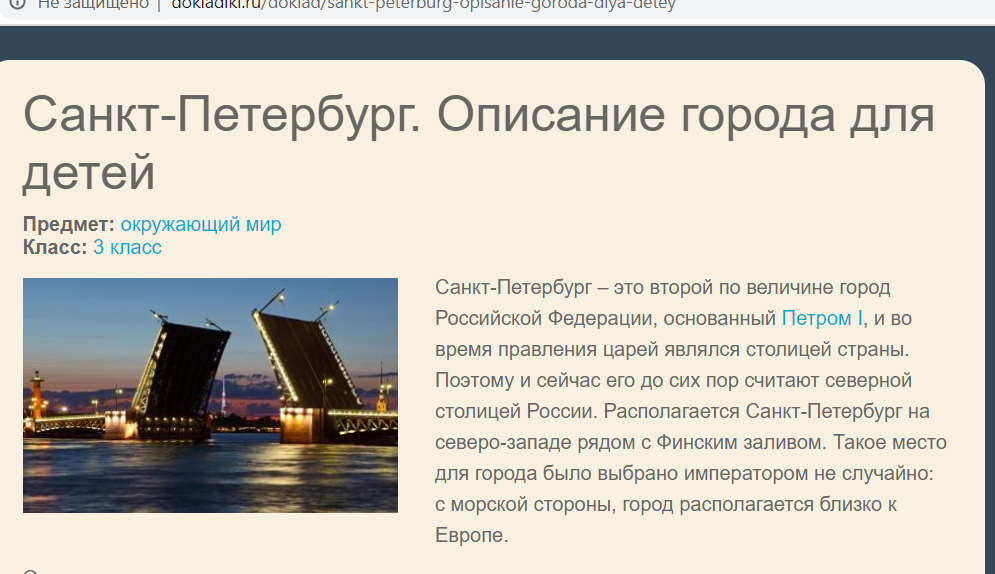 Не защищено | dokladiki.ru/doklad/sankt-peterburg-opisanie-goroda-dlya-detey
Санкт-Петербург. Описание города для
детей
Предмет: окружающий мир
Класс: 3 класс
Санкт-Петербург – это второй по величине город
Российской Федерации, основанный Петром I, и во
время правления царей являлся столицей страны.
Поэтому и сейчас его до сих пор считают северной
столицей России. Располагается Санкт-Петербург на
северо-западе рядом с Финским заливом. Такое место
для города было выбрано императором не случайно:
с морской стороны, город располагается близко к
Европе.